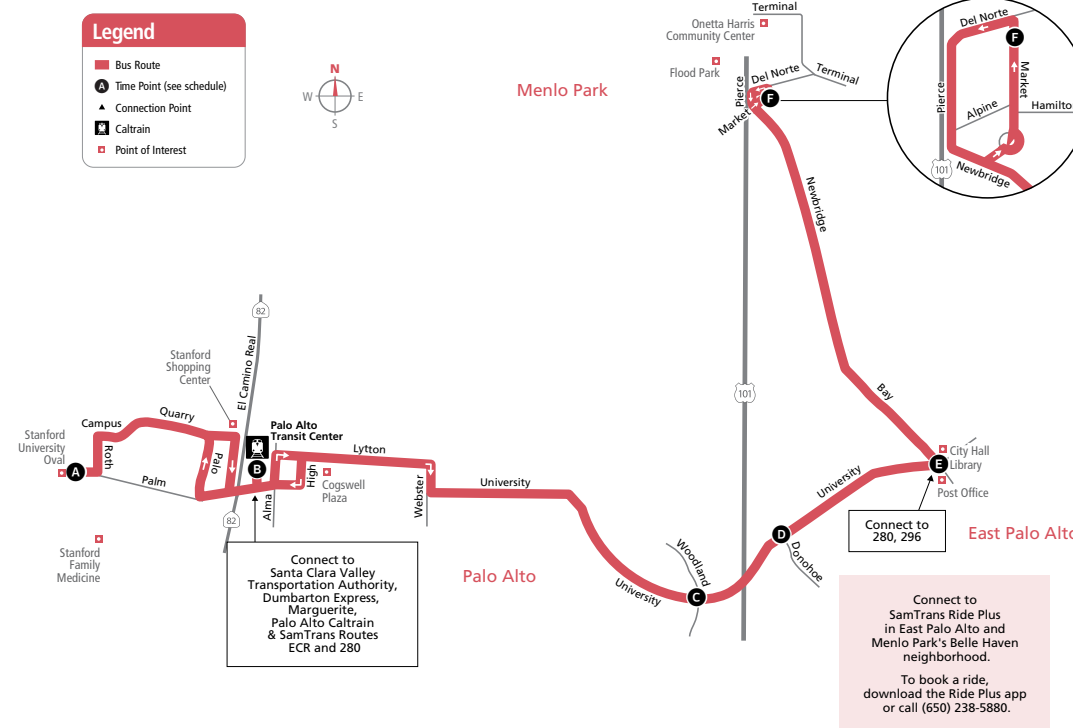 Legend
Bus Route
A Time Point (see schedule)
Connection Point
Caltrain
Point of Interest
N
W E
S
Menlo Park
Terminal
Onetta Harris
Community Center
Flood Park
Pierce
Del Norte
Terminal
F
Market
Newbridge
Del Norte
F
Market
Pierce
Alpine
Hamilto
101
Newbridge
82
El Camino Real
Stanford
Shopping
Center
Campus
Quarry
Stanford
University
Oval
A
Roth
Palm
Palo
Palo Alto
Transit Center
B
Alma
High
Lytton
Cogswell
Plaza
Webster
University
82
Stanford
Family
Medicine
Connect to
Santa Clara Valley
Transportation Authority,
Dumbarton Express,
Marguerite,
Palo Alto Caltrain
& SamTrans Routes
ECR and 280
Palo Alto
University
Woodland
C
101
D
Donohoe
University
Bay
E
City Hall
Library
Post Office
Connect to
280, 296
East Palo Alto
Connect to
SamTrans Ride Plus
in East Palo Alto and
Menlo Park's Belle Haven
neighborhood.
To book a ride,
download the Ride Plus app
or call (650) 238-5880.